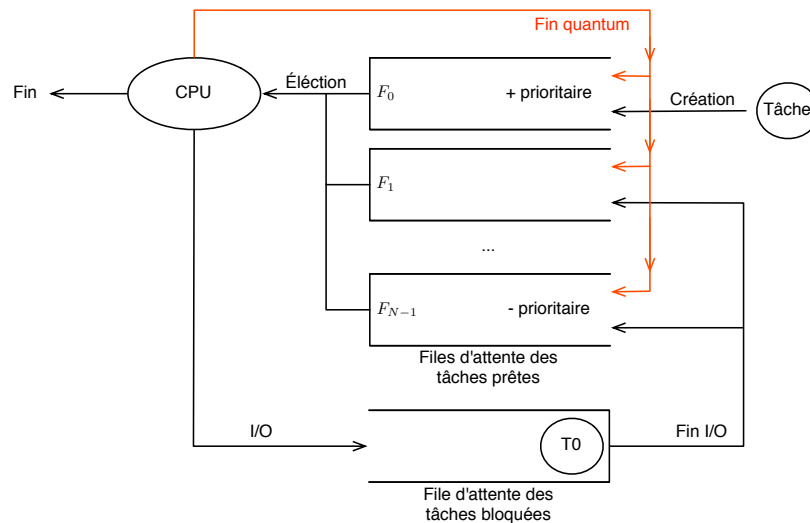 Fin quantum
Fin
CPU
Éléction
F0
+ prioritaire
Création
Tâche
F1
...
FN−1
- prioritaire
Files d'attente des
tâches prêtes
I/O
T0
Fin I/O
File d'attente des
tâches bloquées